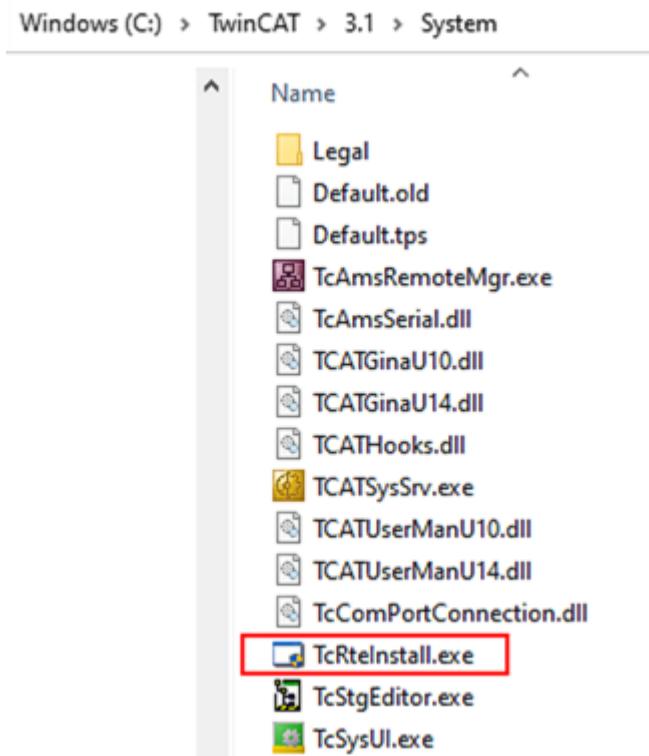 Windows (C:) > TwinCAT > 3.1 > System
Name
Legal
Default.old
Default.tps
TcAmsRemoteMgr.exe
TcAmsSerial.dll
TCATGinaU10.dll
TCATGinaU14.dll
TCATHooks.dll
TCATSysSrv.exe
TCATUserManU10.dll
TCATUserManU14.dll
TcComPortConnection.dll
TcRteInstall.exe
TcStgEditor.exe
TcSysUI.exe